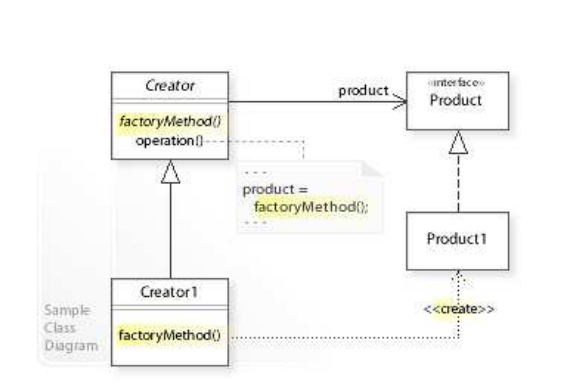 Creator
factoryMethod()
operation()
product
«interface»
Product
- - -
product =
factoryMethod();
- - -
Product1
Creator1
factoryMethod()
<<create>>
Sample
Class
Diagram